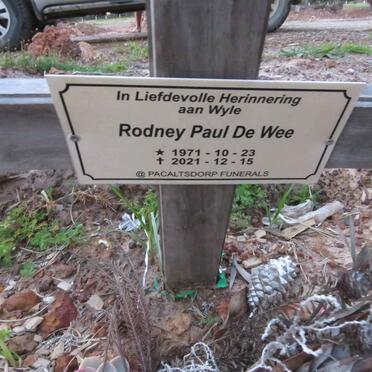 In Liefdevolle Herinnering
aan Wyle
Rodney Paul De Wee
★ 1971 - 10 - 23
✝ 2021 - 12 - 15
@ PACALTSDORP FUNERALS